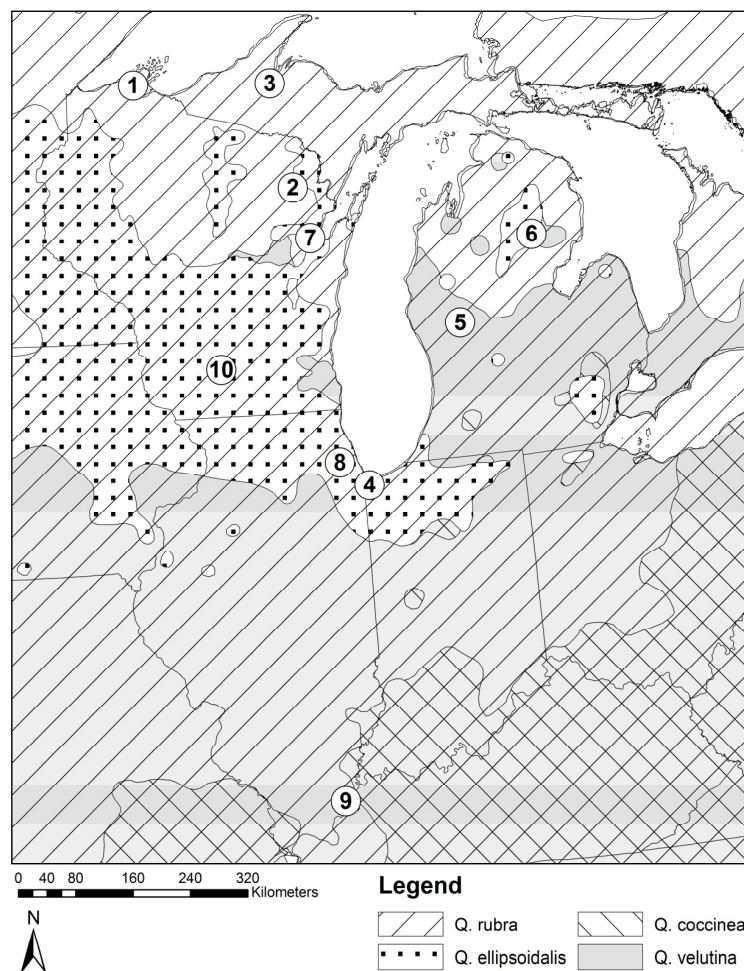 1
3
2
7
6
5
10
8
4
9
0 40 80 160 240 320
Kilometers
N
Legend
Q. rubra
Q. coccinea
Q. ellipsoidalis
Q. velutina